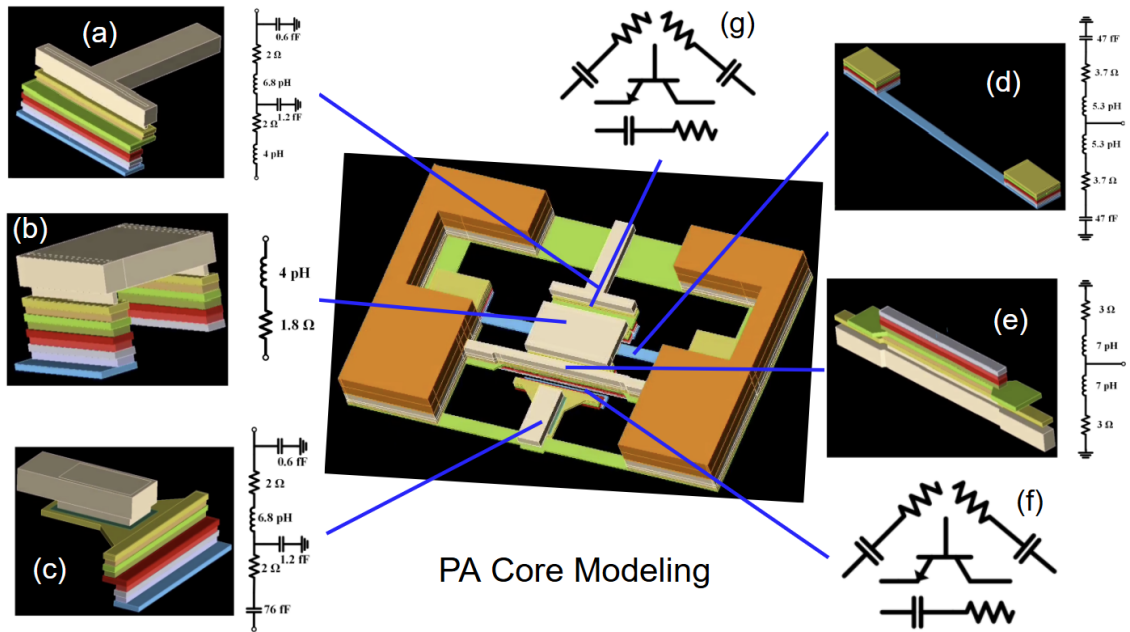 (a)
0.6 fF
2 Ω
6.8 pH
1.2 fF
2Ω
4 pH
(g)
(d)
47 fF
3.7 Ω
5.3 pH
5.3 pH
3.7 Ω
47 fF
(b)
4 pH
1.8 Ω
(e)
3 Ω
7 pH
7 pH
3 Ω
(c)
0.6 fF
2 Ω
6.8 pH
1.2 fF
2 Ω
76 fF
PA Core Modeling
(f)